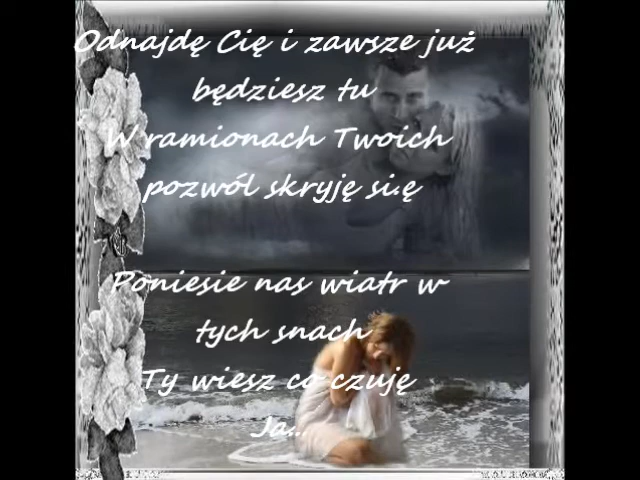 Odnajdę Cię i zawsze już
będziesz tu
W ramionach Twoich
pozwól skryję si.ę
Poniesie nas wiatr w
tych snach
Ty wiesz co czuję
Ja...